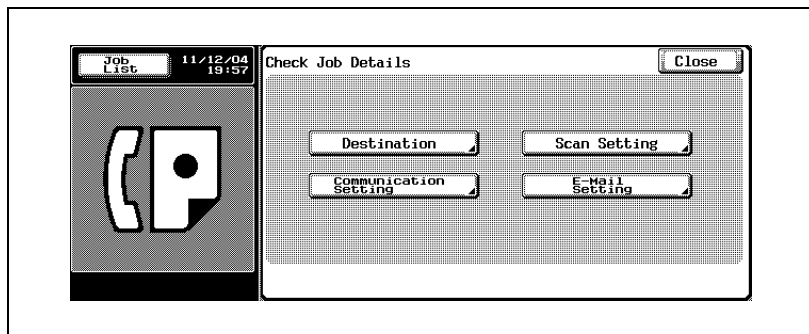 Job
List
11/12/04
19:57
Check Job Details
Close
Destination
Scan Setting
Communication
Setting
E-Mail
Setting